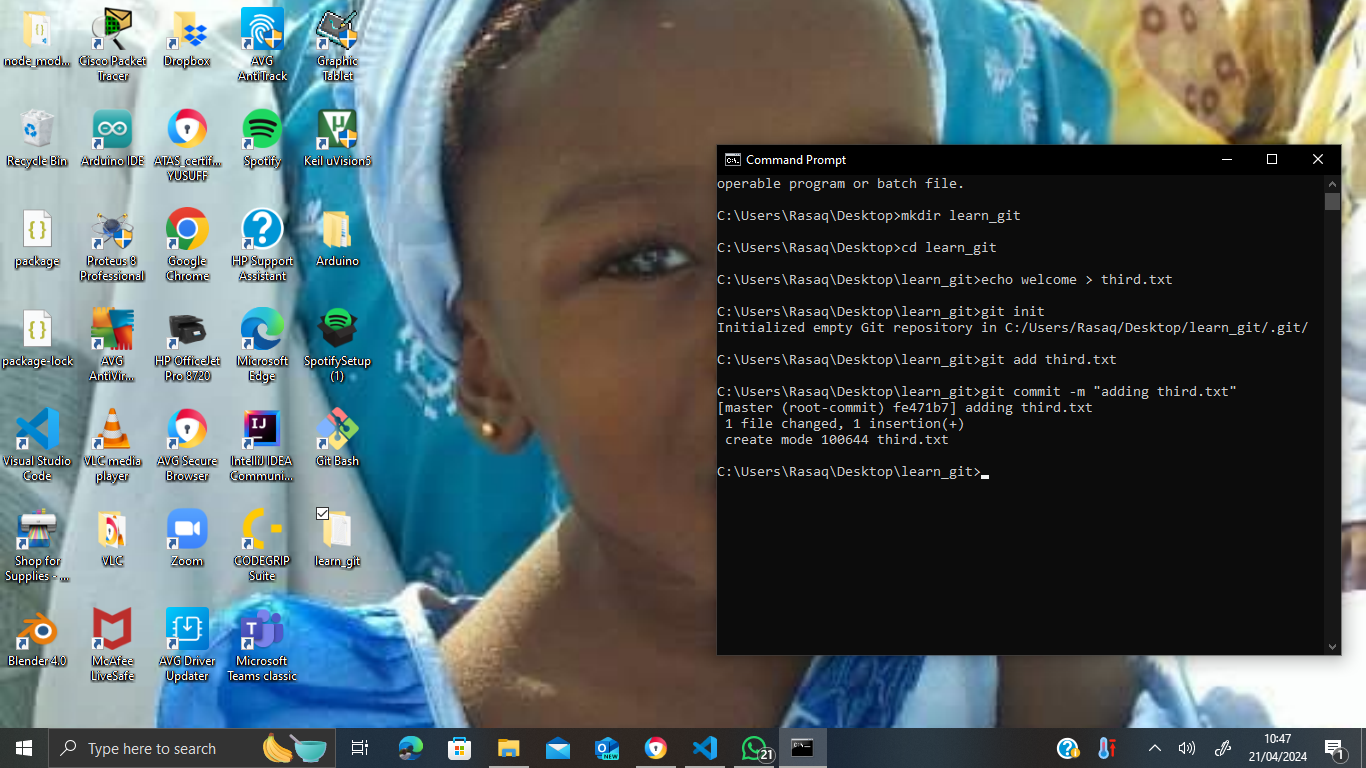 node_mod...
Cisco Packet
Tracer
Dropbox
AVG
AntiTrack
Graphic
Tablet
Recycle Bin
Arduino IDE
ATAS_certif...
YUSUFF
Spotify
Keil uVision5
package
Proteus 8
Professional
Google
Chrome
HP Support
Assistant
Arduino
package-lock
AVG
AntiVir...
HP OfficeJet
Pro 8720
Microsoft
Edge
SpotifySetup
(1)
Visual Studio
Code
VLC media
player
AVG Secure
Browser
IntelliJ IDEA
Communi...
Git Bash
Shop for
Supplies - ...
VLC
Zoom
CODEGRIP
Suite
learn_git
Blender 4.0
McAfee
LiveSafe
AVG Driver
Updater
Microsoft
Teams classic
Command Prompt
operable program or batch file.
C:\Users\Rasaq\Desktop>mkdir learn_git
C:\Users\Rasaq\Desktop>cd learn_git
C:\Users\Rasaq\Desktop\learn_git>echo welcome > third.txt
C:\Users\Rasaq\Desktop\learn_git>git init
Initialized empty Git repository in C:/Users/Rasaq/Desktop/learn_git/.git/
C:\Users\Rasaq\Desktop\learn_git>git add third.txt
C:\Users\Rasaq\Desktop\learn_git>git commit -m "adding third.txt"
[master (root-commit) fe471b7] adding third.txt
 1 file changed, 1 insertion(+)
 create mode 100644 third.txt
C:\Users\Rasaq\Desktop\learn_git>
Type here to search
NEW
21
10:47
21/04/2024
1